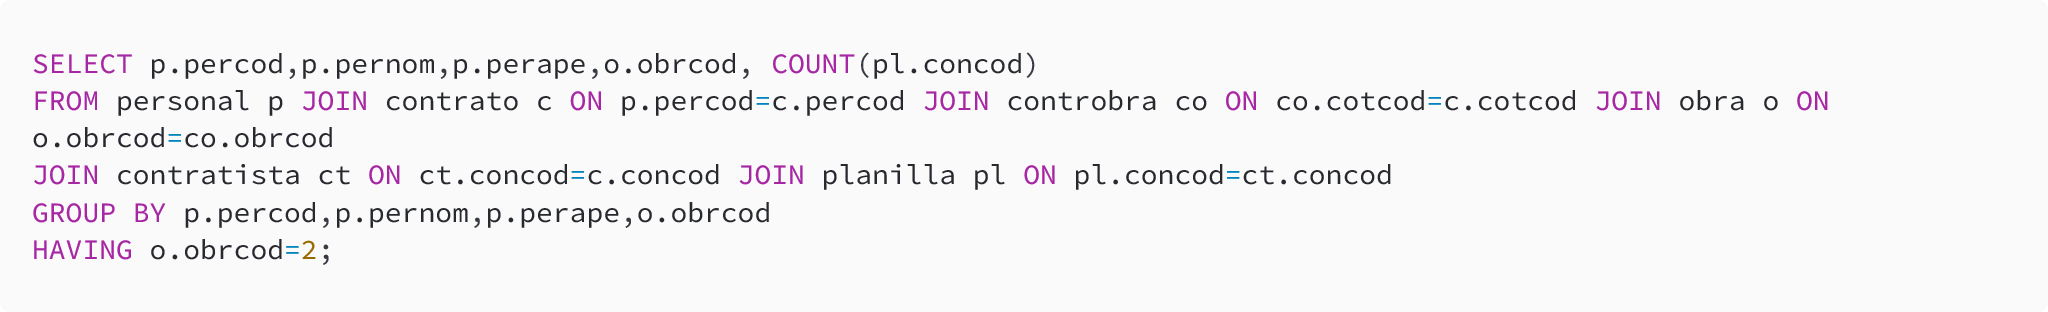 SELECT p.percod,p.pernom,p.perape,o.obrcod, COUNT(pl.concod)
FROM personal p JOIN contrato c ON p.percod=c.percod JOIN controbra co ON co.cotcod=c.cotcod JOIN obra o ON
o.obrcod=co.obrcod
JOIN contratista ct ON ct.concod=c.concod JOIN planilla pl ON pl.concod=ct.concod
GROUP BY p.percod,p.pernom,p.perape,o.obrcod
HAVING o.obrcod=2;